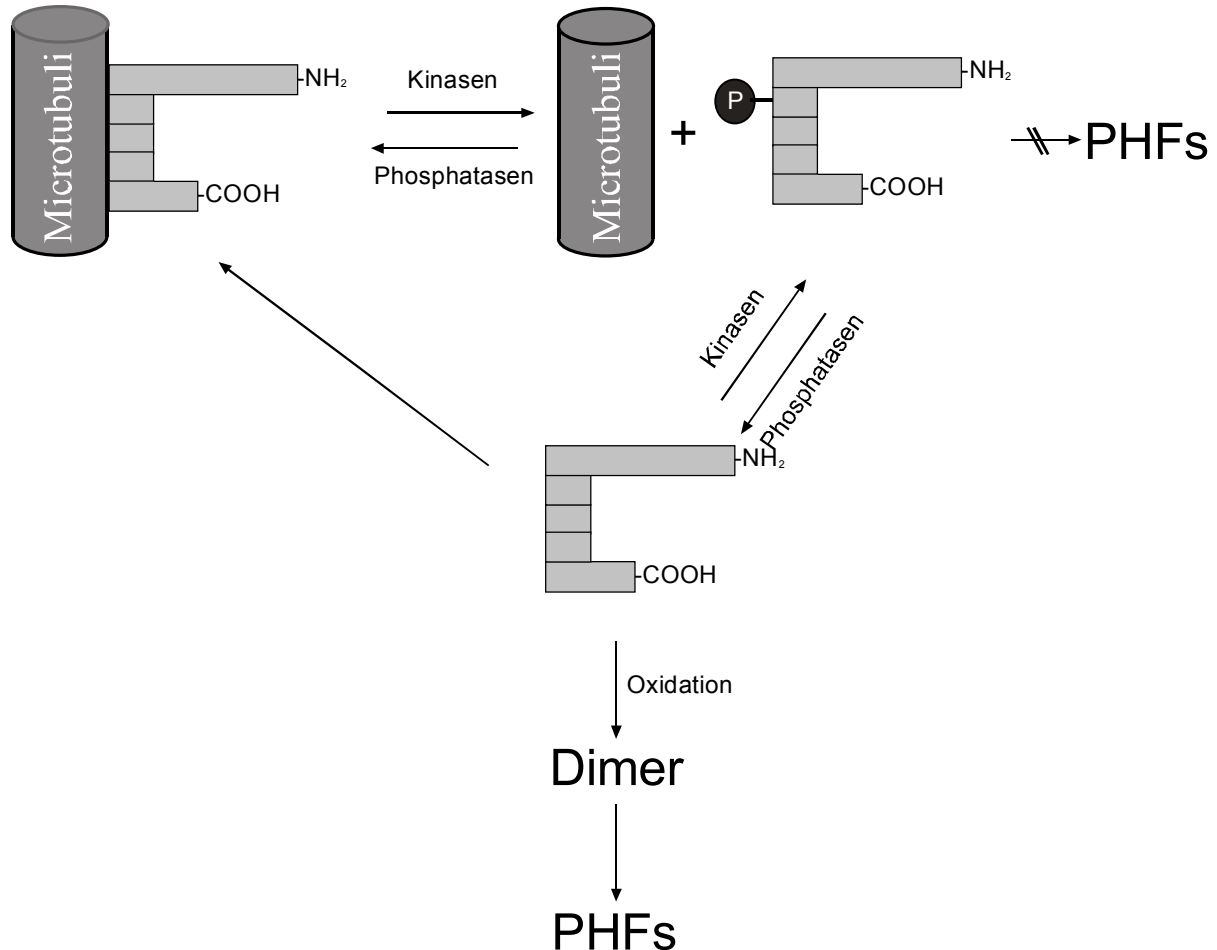 Microtubuli
NH₂
COOH
Kinasen
Phosphatasen
Microtubuli
+
P
NH₂
COOH
PHFs
Kinasen
Phosphatasen
NH₂
COOH
Oxidation
Dimer
PHFs